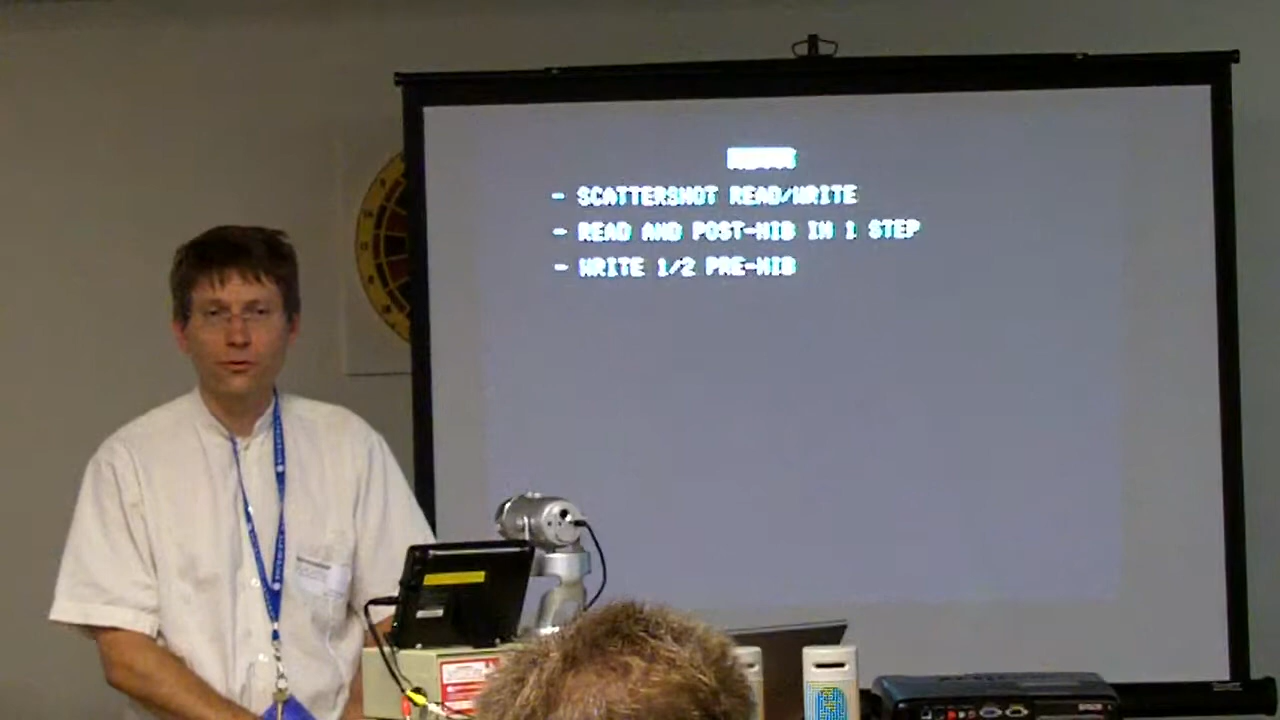 - SCATTERSHOT READ/WRITE
- READ AND POST-NIB IN 1 STEP
- WRITE 1/2 PRE-NIB